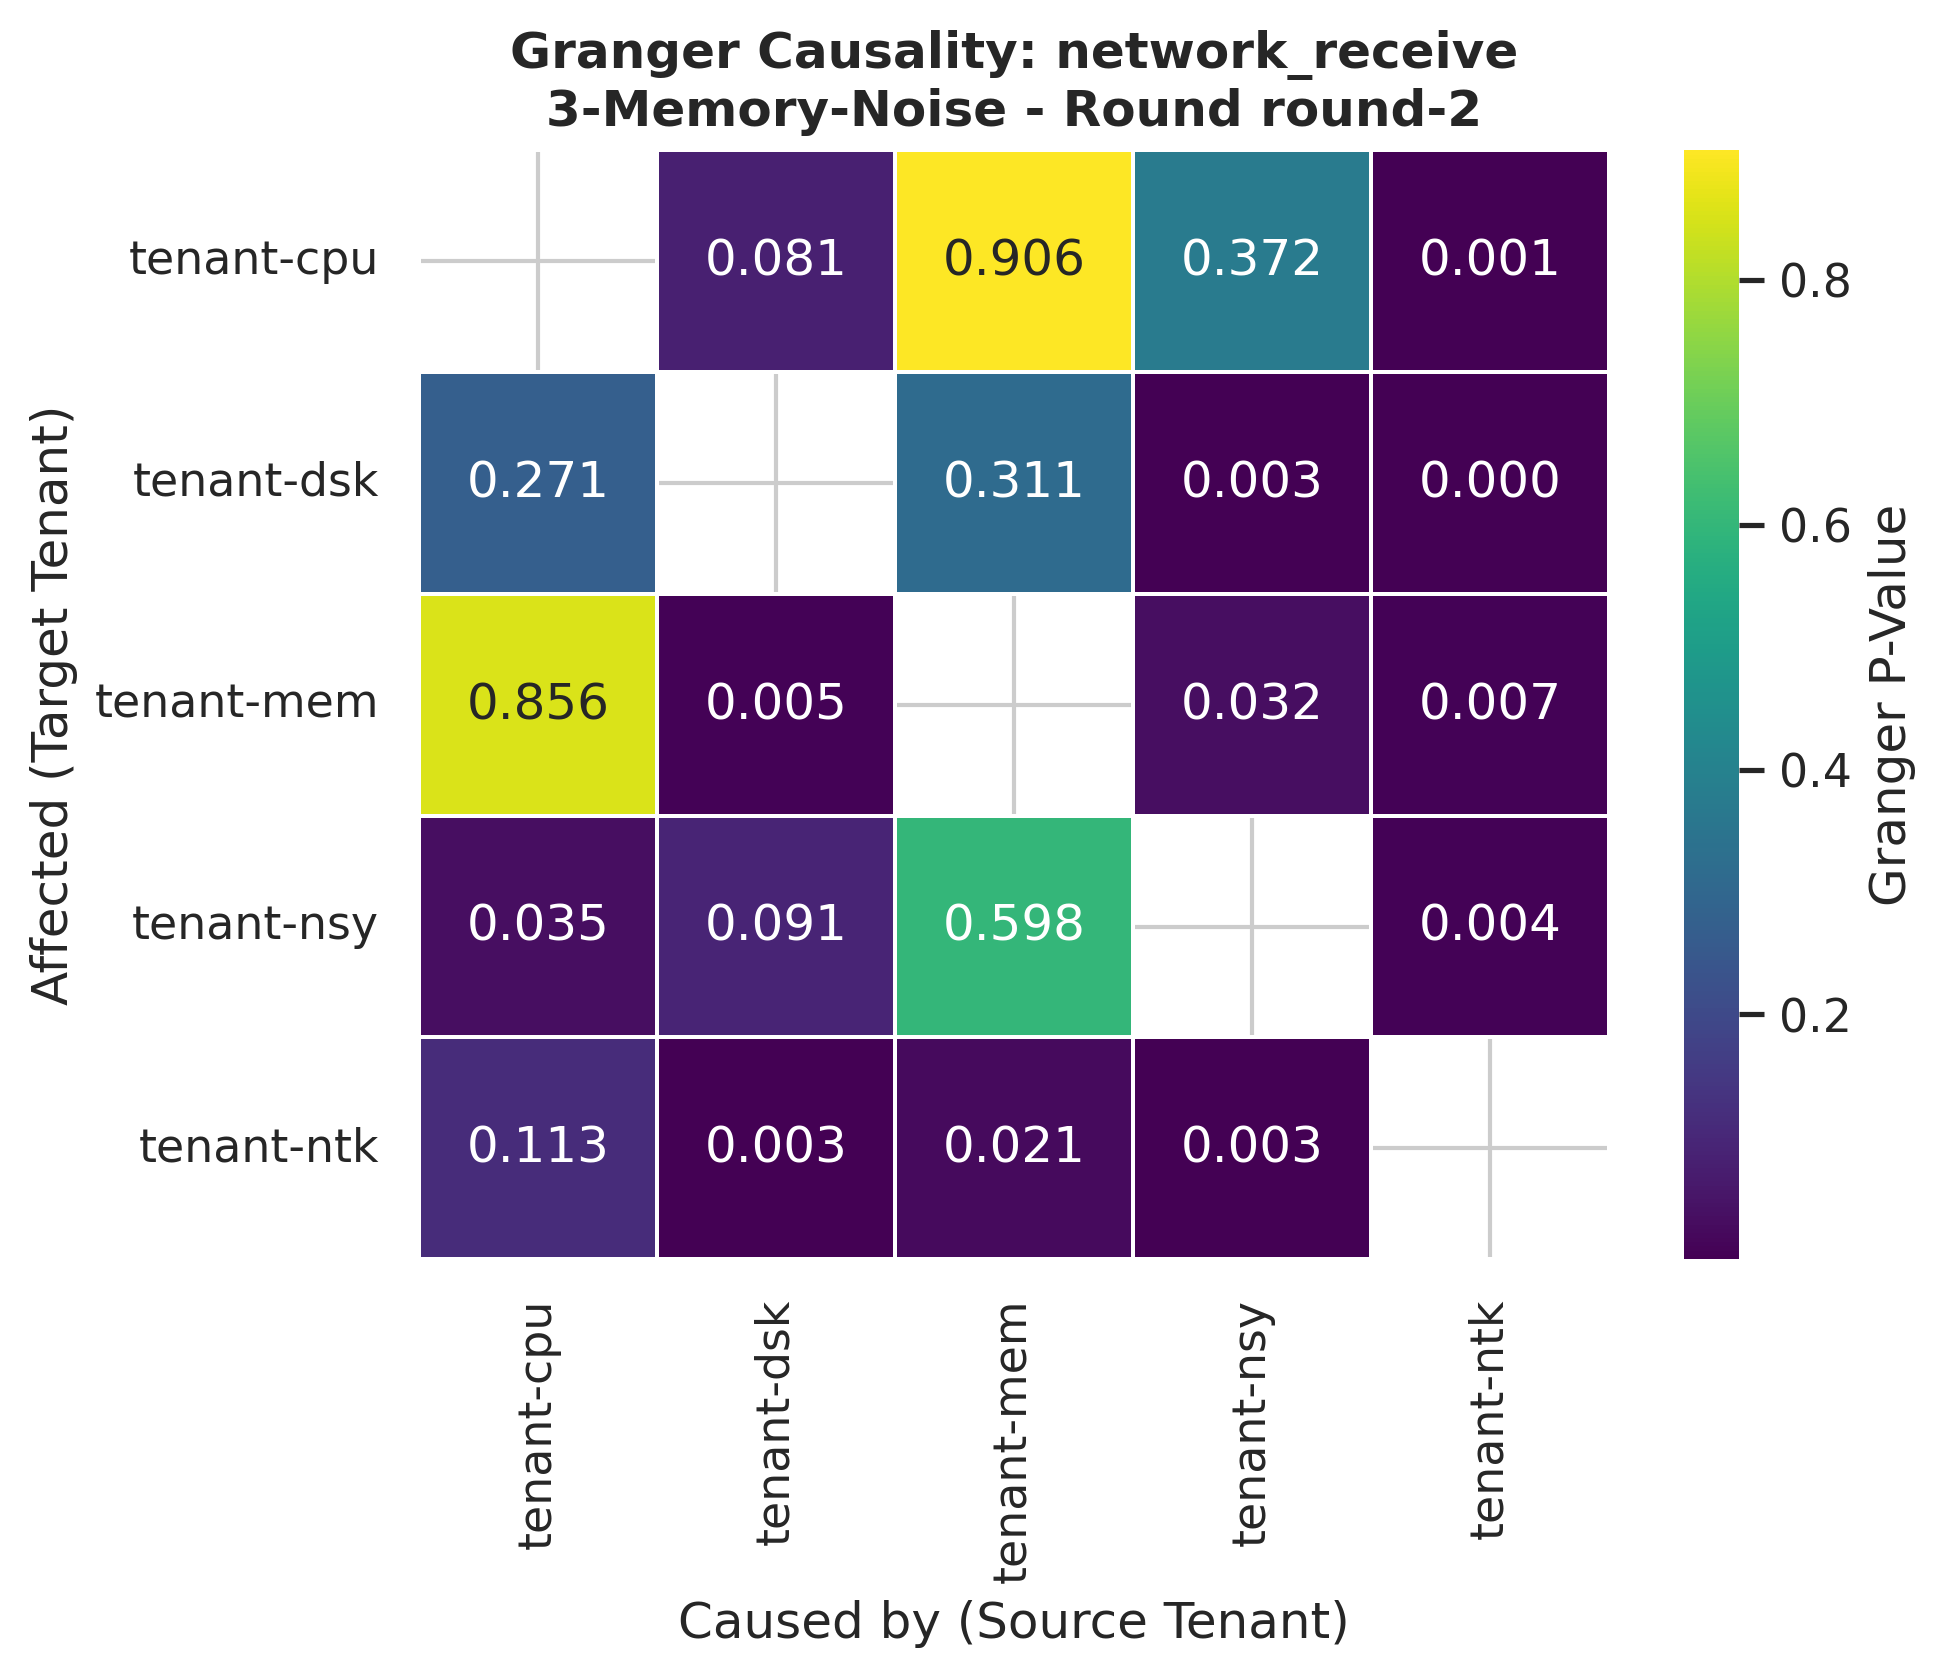 Granger Causality: network_receive
3-Memory-Noise - Round round-2
Affected (Target Tenant)
tenant-cpu
0.081
0.906
0.372
0.001
tenant-dsk
0.271
0.311
0.003
0.000
tenant-mem
0.856
0.005
0.032
0.007
tenant-nsy
0.035
0.091
0.598
0.004
tenant-ntk
0.113
0.003
0.021
0.003
tenant-cpu
tenant-dsk
tenant-mem
tenant-nsy
tenant-ntk
Caused by (Source Tenant)
0.8
0.6
0.4
0.2
Granger P-Value